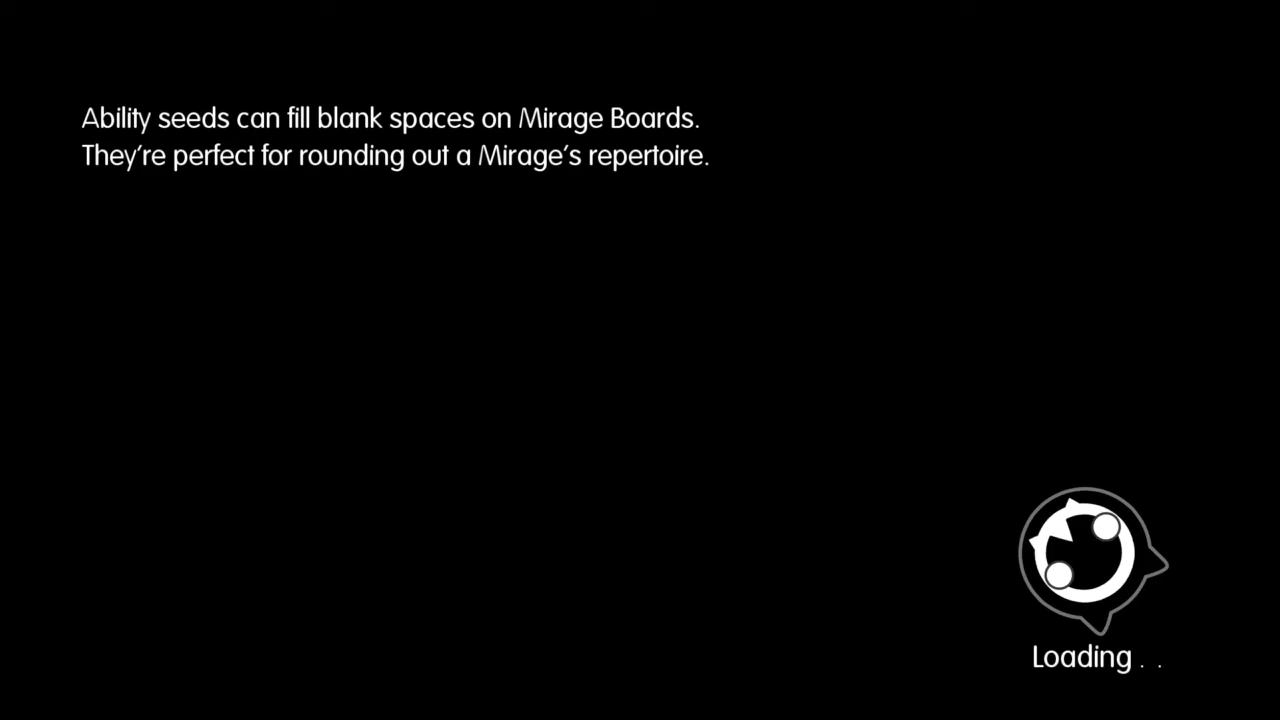 Ability seeds can fill blank spaces on Mirage Boards.
They're perfect for rounding out a Mirage's repertoire.
Loading . .